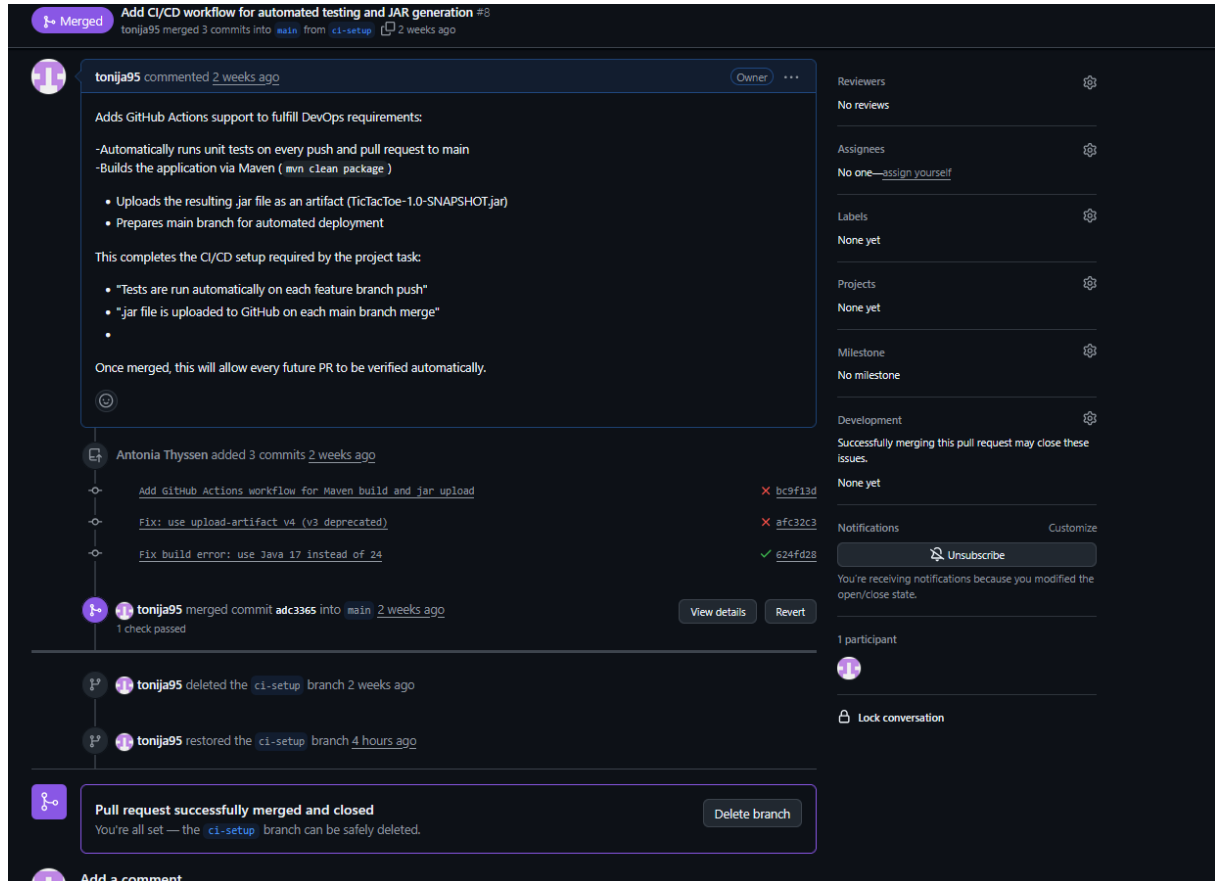 Merged
Add CI/CD workflow for automated testing and JAR generation #8
tonija95 merged 3 commits into main from ci-setup 2 weeks ago
tonija95 commented 2 weeks ago
Owner
Adds GitHub Actions support to fulfill DevOps requirements:
-Automatically runs unit tests on every push and pull request to main
-Builds the application via Maven ( mvn clean package )
• Uploads the resulting .jar file as an artifact (TicTacToe-1.0-SNAPSHOT.jar)
• Prepares main branch for automated deployment
This completes the CI/CD setup required by the project task:
• "Tests are run automatically on each feature branch push"
• ".jar file is uploaded to GitHub on each main branch merge"
•
Once merged, this will allow every future PR to be verified automatically.
Antonia Thyssen added 3 commits 2 weeks ago
Add GitHub Actions workflow for Maven build and jar upload bc9f13d
Fix: use upload-artifact v4 (v3 deprecated) afc32c3
Fix build error: use Java 17 instead of 24 624fd28
tonija95 merged commit adc3365 into main 2 weeks ago
View details
Revert
1 check passed
tonija95 deleted the ci-setup branch 2 weeks ago
tonija95 restored the ci-setup branch 4 hours ago
Pull request successfully merged and closed
You're all set — the ci-setup branch can be safely deleted.
Delete branch
Add a comment
Reviewers
No reviews
Assignees
No one—assign yourself
Labels
None yet
Projects
None yet
Milestone
No milestone
Development
Successfully merging this pull request may close these
issues.
None yet
Notifications
Customize
Unsubscribe
You're receiving notifications because you modified the
open/close state.
1 participant
Lock conversation